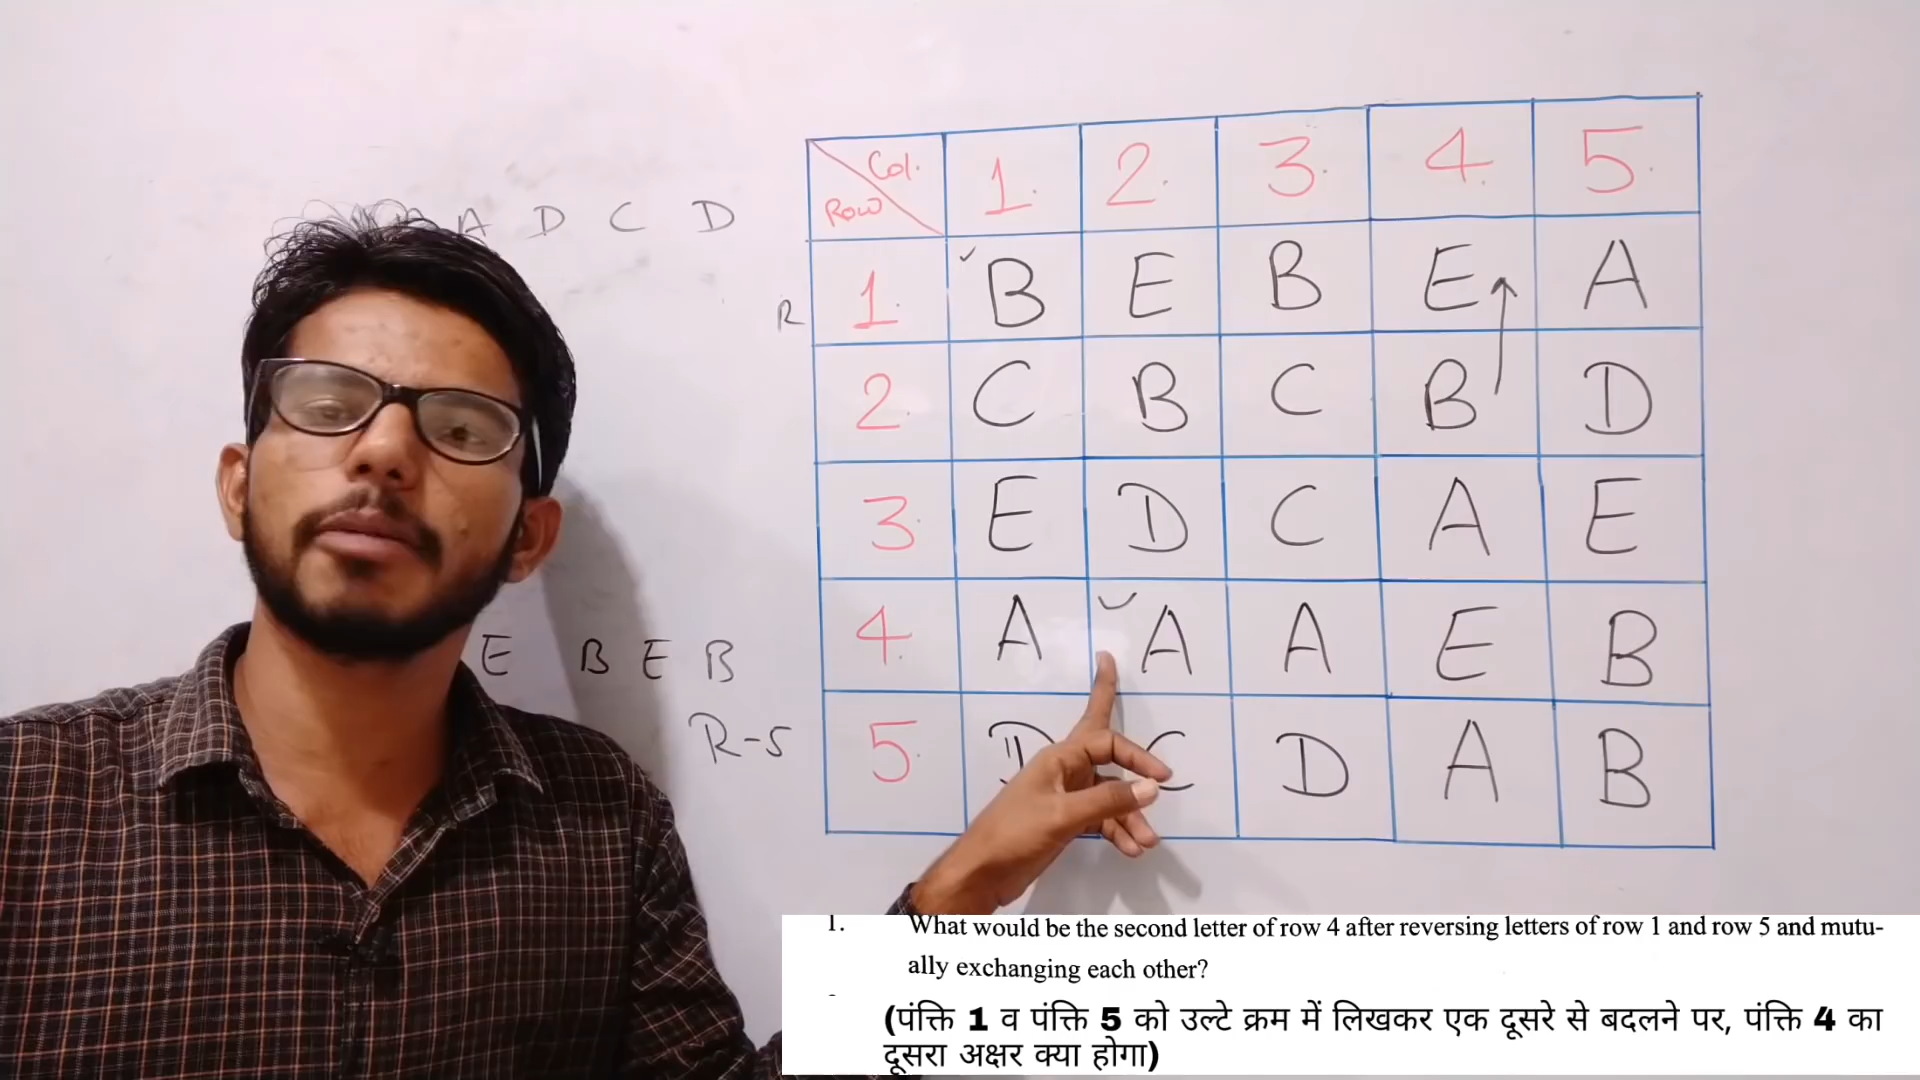 A D C D
Col. 1. 2. 3. 4. 5.
Row
R 1. B E B E A
2. C B C B D
3. E D C A E
4. A A A E B
E B E B
R-5 5. D C D A B
1. What would be the second letter of row 4 after reversing letters of row 1 and row 5 and mutu-
ally exchanging each other?
(पंक्ति 1 व पंक्ति 5 को उल्टे क्रम में लिखकर एक दूसरे से बदलने पर, पंक्ति 4 का
दूसरा अक्षर क्या होगा)